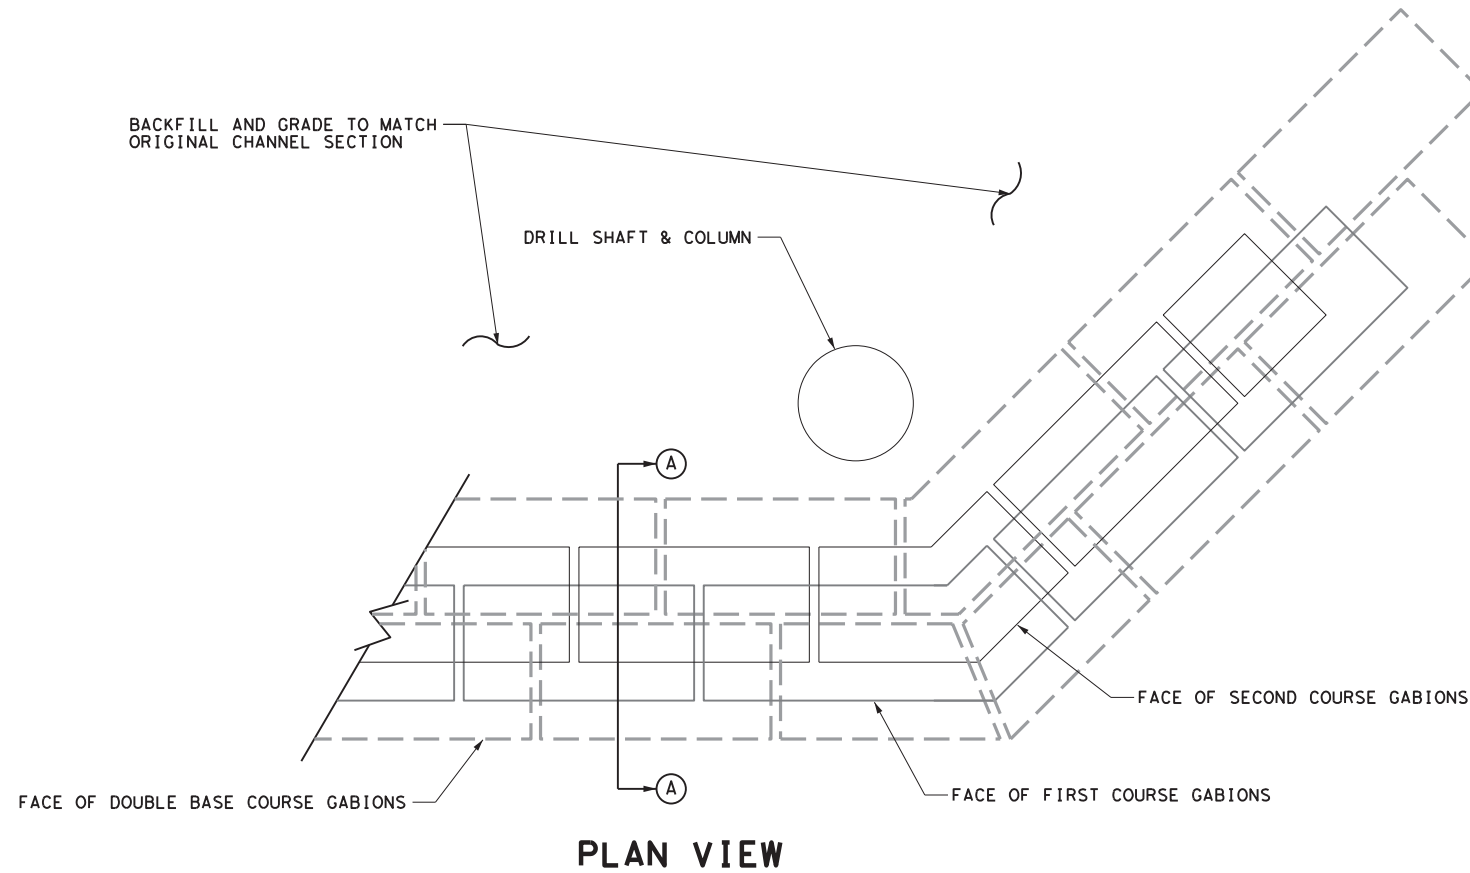 BACKFILL AND GRADE TO MATCH
ORIGINAL CHANNEL SECTION
DRILL SHAFT & COLUMN
A
FACE OF SECOND COURSE GABIONS
A
FACE OF DOUBLE BASE COURSE GABIONS
FACE OF FIRST COURSE GABIONS
PLAN VIEW